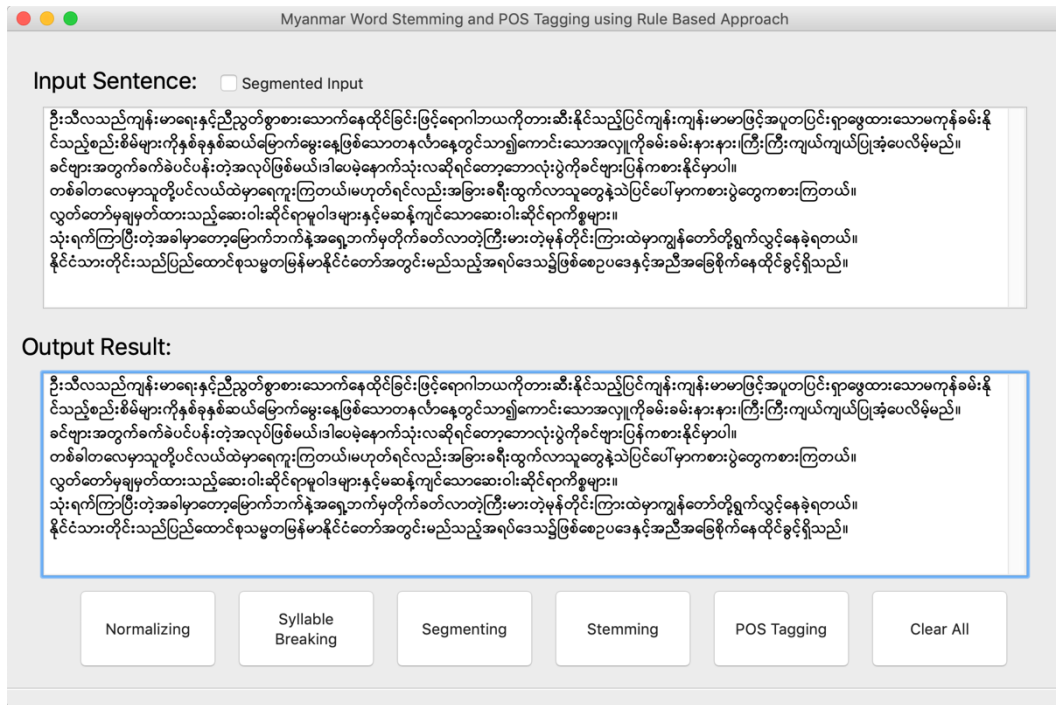 Myanmar Word Stemming and POS Tagging using Rule Based Approach
Input Sentence: Segmented Input
ဦးသီလသည်ကျန်းမာရေးနှင့်ညီညွတ်စွာစားသောက်နေထိုင်ခြင်းဖြင့်ရောဂါဘယကိုတားဆီးနိုင်သည့်ပြင်ကျန်းကျန်းမာမာဖြင့်အပူတပြင်းရှာဖွေထားသောမကုန်ခမ်းနို
င်သည့်စည်းစိမ်များကိုနှစ်ခုနှစ်ဆယ်မြောက်မွေးနေ့ဖြစ်သောတနင်္လာနေ့တွင်သာ၍ကောင်းသောအလှူကိုခမ်းခမ်းနားနား၊ကြီးကြီးကျယ်ကျယ်ပြုအံ့ပေလိမ့်မည်။
ခင်ဗျားအတွက်ခက်ခဲပင်ပန်းတဲ့အလုပ်ဖြစ်မယ်၊ဒါပေမဲ့နောက်သုံးလဆိုရင်တော့ဘောလုံးပွဲကိုခင်ဗျားပြန်ကစားနိုင်မှာပါ။
တစ်ခါတလေမှာသူတို့ပင်လယ်ထဲမှာရေကူးကြတယ်၊မဟုတ်ရင်လည်းအခြားခရီးထွက်လာသူတွေနဲ့သဲပြင်ပေါ်မှာကစားပွဲတွေကစားကြတယ်။
လွှတ်တော်မှချမှတ်ထားသည့်ဆေးဝါးဆိုင်ရာမူဝါဒများနှင့်မဆန့်ကျင်သောဆေးဝါးဆိုင်ရာကိစ္စများ။
သုံးရက်ကြာပြီးတဲ့အခါမှာတော့မြောက်ဘက်နဲ့အရှေ့ဘက်မှတိုက်ခတ်လာတဲ့ကြီးမားတဲ့မုန်တိုင်းကြားထဲမှာကျွန်တော်တို့ရွက်လွှင့်နေခဲ့ရတယ်။
နိုင်ငံသားတိုင်းသည်ပြည်ထောင်စုသမ္မတမြန်မာနိုင်ငံတော်အတွင်းမည်သည့်အရပ်ဒေသ၌ဖြစ်စေဥပဒေနှင့်အညီအခြေစိုက်နေထိုင်ခွင့်ရှိသည်။
Output Result:
ဦးသီလသည်ကျန်းမာရေးနှင့်ညီညွတ်စွာစားသောက်နေထိုင်ခြင်းဖြင့်ရောဂါဘယကိုတားဆီးနိုင်သည့်ပြင်ကျန်းကျန်းမာမာဖြင့်အပူတပြင်းရှာဖွေထားသောမကုန်ခမ်းနို
င်သည့်စည်းစိမ်များကိုနှစ်ခုနှစ်ဆယ်မြောက်မွေးနေ့ဖြစ်သောတနင်္လာနေ့တွင်သာ၍ကောင်းသောအလှူကိုခမ်းခမ်းနားနား၊ကြီးကြီးကျယ်ကျယ်ပြုအံ့ပေလိမ့်မည်။
ခင်ဗျားအတွက်ခက်ခဲပင်ပန်းတဲ့အလုပ်ဖြစ်မယ်၊ဒါပေမဲ့နောက်သုံးလဆိုရင်တော့ဘောလုံးပွဲကိုခင်ဗျားပြန်ကစားနိုင်မှာပါ။
တစ်ခါတလေမှာသူတို့ပင်လယ်ထဲမှာရေကူးကြတယ်၊မဟုတ်ရင်လည်းအခြားခရီးထွက်လာသူတွေနဲ့သဲပြင်ပေါ်မှာကစားပွဲတွေကစားကြတယ်။
လွှတ်တော်မှချမှတ်ထားသည့်ဆေးဝါးဆိုင်ရာမူဝါဒများနှင့်မဆန့်ကျင်သောဆေးဝါးဆိုင်ရာကိစ္စများ။
သုံးရက်ကြာပြီးတဲ့အခါမှာတော့မြောက်ဘက်နဲ့အရှေ့ဘက်မှတိုက်ခတ်လာတဲ့ကြီးမားတဲ့မုန်တိုင်းကြားထဲမှာကျွန်တော်တို့ရွက်လွှင့်နေခဲ့ရတယ်။
နိုင်ငံသားတိုင်းသည်ပြည်ထောင်စုသမ္မတမြန်မာနိုင်ငံတော်အတွင်းမည်သည့်အရပ်ဒေသ၌ဖြစ်စေဥပဒေနှင့်အညီအခြေစိုက်နေထိုင်ခွင့်ရှိသည်။
Normalizing
Syllable
Breaking
Segmenting
Stemming
POS Tagging
Clear All